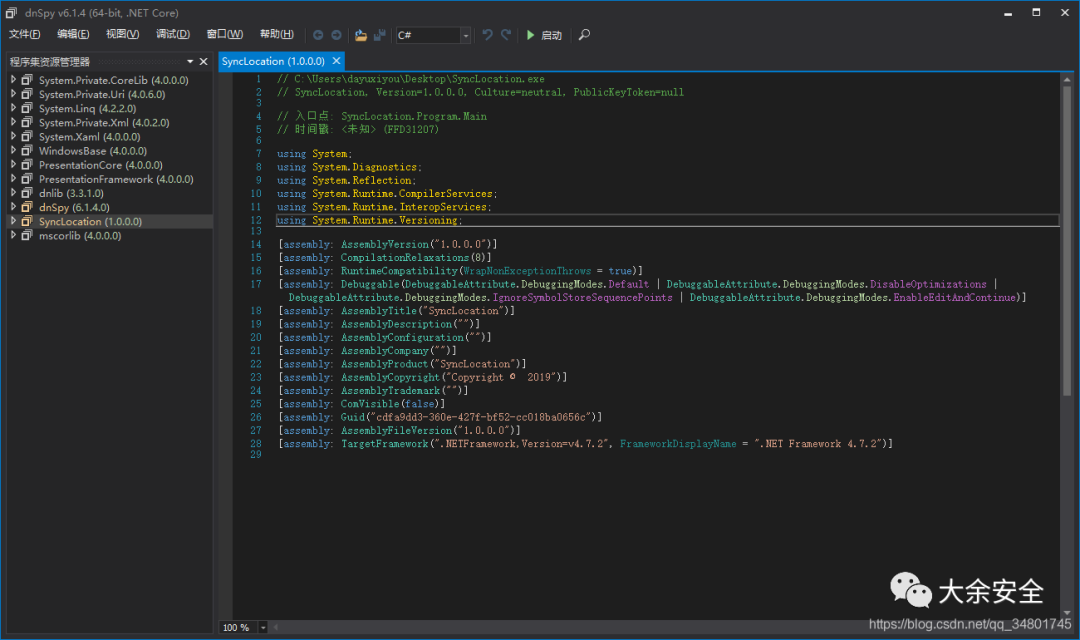 dnSpy v6.1.4 (64-bit, .NET Core)
文件(F) 编辑(E) 视图(V) 调试(D) 窗口(W) 帮助(H) C# 启动
程序集资源管理器
System.Private.CoreLib (4.0.0.0)
System.Private.Uri (4.0.6.0)
System.Linq (4.2.2.0)
System.Private.Xml (4.0.2.0)
System.Xaml (4.0.0.0)
WindowsBase (4.0.0.0)
PresentationCore (4.0.0.0)
PresentationFramework (4.0.0.0)
dnlib (3.3.1.0)
dnSpy (6.1.4.0)
SyncLocation (1.0.0.0)
mscorlib (4.0.0.0)
SyncLocation (1.0.0.0)
1 // C:\Users\dayuxiyou\Desktop\SyncLocation.exe
2 // SyncLocation, Version=1.0.0.0, Culture=neutral, PublicKeyToken=null
3
4 // 入口点: SyncLocation.Program.Main
5 // 时间戳: <未知> (FFD31207)
6
7 using System;
8 using System.Diagnostics;
9 using System.Reflection;
10 using System.Runtime.CompilerServices;
11 using System.Runtime.InteropServices;
12 using System.Runtime.Versioning;
13
14 [assembly: AssemblyVersion("1.0.0.0")]
15 [assembly: CompilationRelaxations(8)]
16 [assembly: RuntimeCompatibility(WrapNonExceptionThrows = true)]
17 [assembly: Debuggable(DebuggableAttribute.DebuggingModes.Default | DebuggableAttribute.DebuggingModes.DisableOptimizations |
DebuggableAttribute.DebuggingModes.IgnoreSymbolStoreSequencePoints | DebuggableAttribute.DebuggingModes.EnableEditAndContinue)]
18 [assembly: AssemblyTitle("SyncLocation")]
19 [assembly: AssemblyDescription("")]
20 [assembly: AssemblyConfiguration("")]
21 [assembly: AssemblyCompany("")]
22 [assembly: AssemblyProduct("SyncLocation")]
23 [assembly: AssemblyCopyright("Copyright © 2019")]
24 [assembly: AssemblyTrademark("")]
25 [assembly: ComVisible(false)]
26 [assembly: Guid("cdfa9dd3-360e-427f-bf52-cc018ba0656c")]
27 [assembly: AssemblyFileVersion("1.0.0.0")]
28 [assembly: TargetFramework(".NETFramework,Version=v4.7.2", FrameworkDisplayName = ".NET Framework 4.7.2")]
29
100 %
大余安全
https://blog.csdn.net/qq_34801745